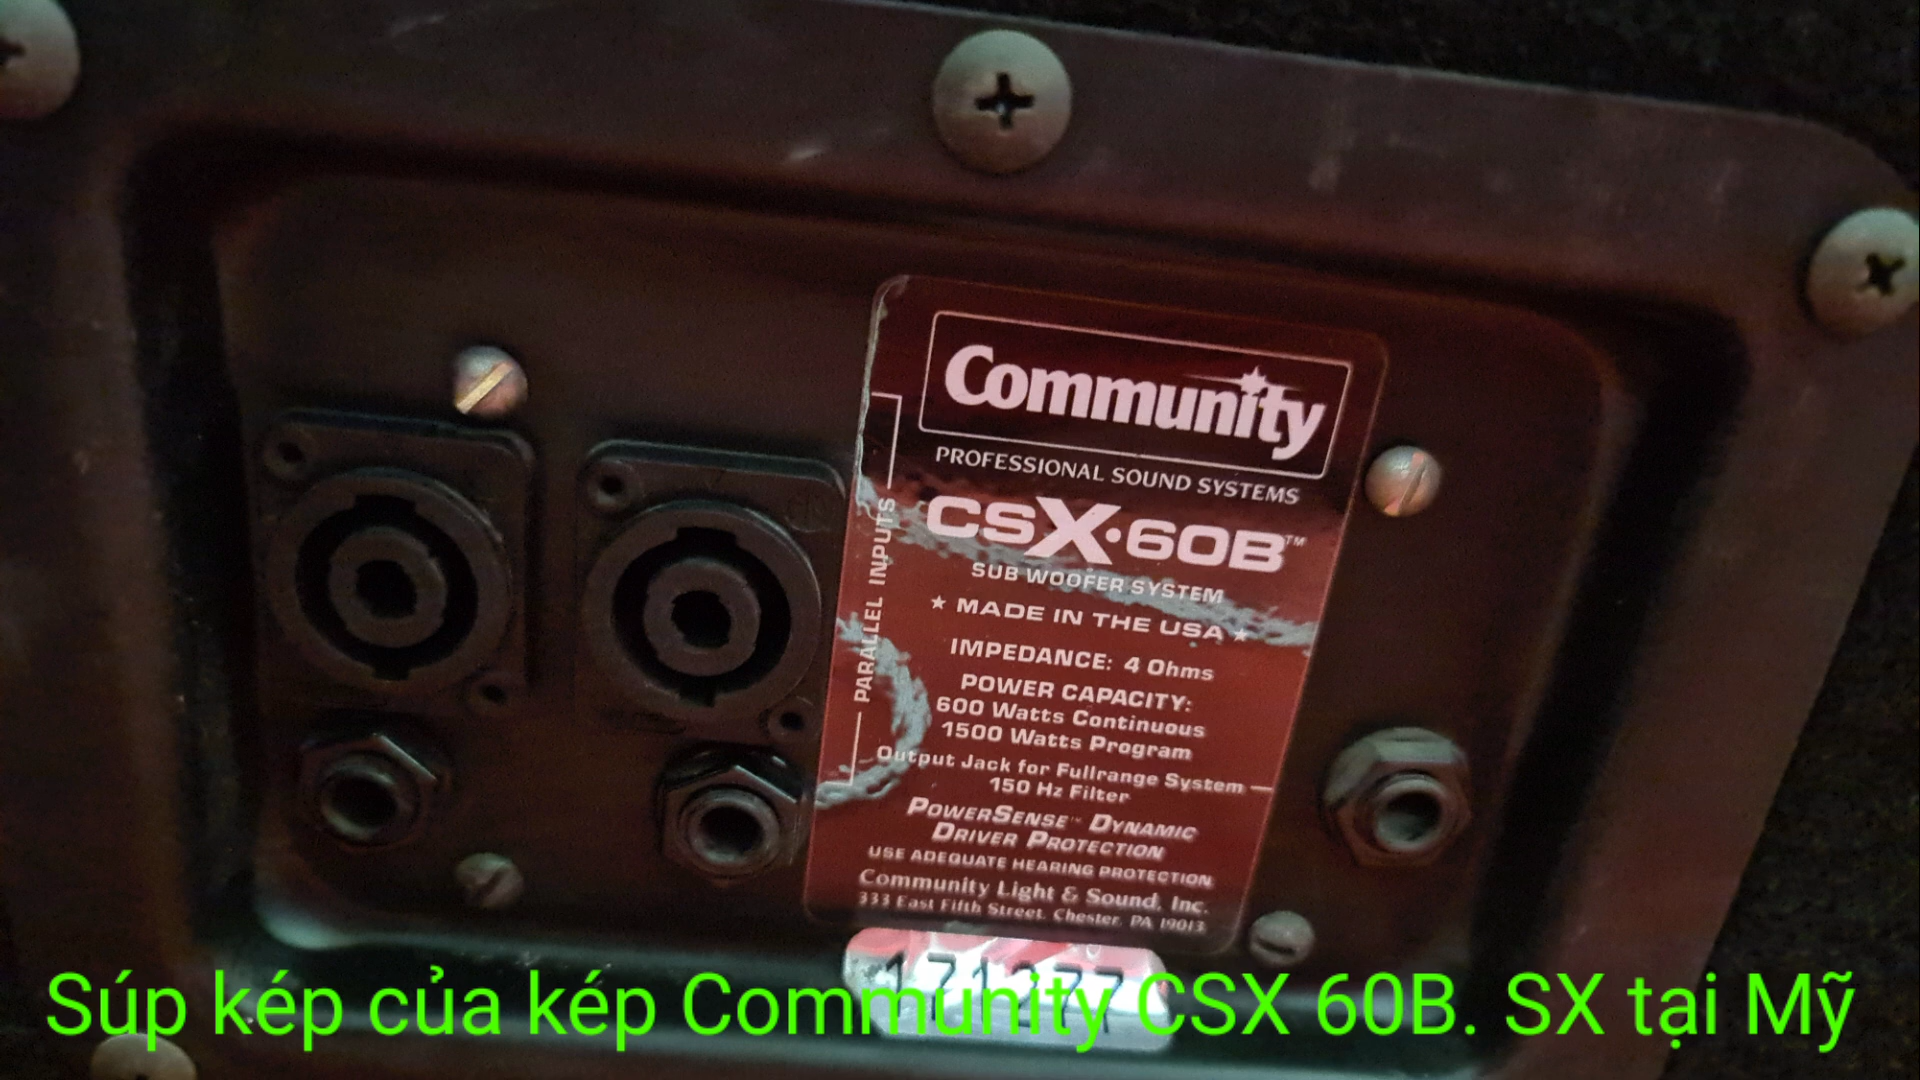 Community
PROFESSIONAL SOUND SYSTEMS
CSX·60B™
SUB WOOFER SYSTEM
★ MADE IN THE USA ★
IMPEDANCE: 4 Ohms
POWER CAPACITY:
600 Watts Continuous
1500 Watts Program
Output Jack for Fullrange System
150 Hz Filter
POWERSENSE™ DYNAMIC
DRIVER PROTECTION
USE ADEQUATE HEARING PROTECTION
Community Light & Sound, Inc.
333 East Fifth Street, Chester, PA 19013
PARALLEL INPUTS
Súp kép của kép Community CSX 60B. SX tại Mỹ